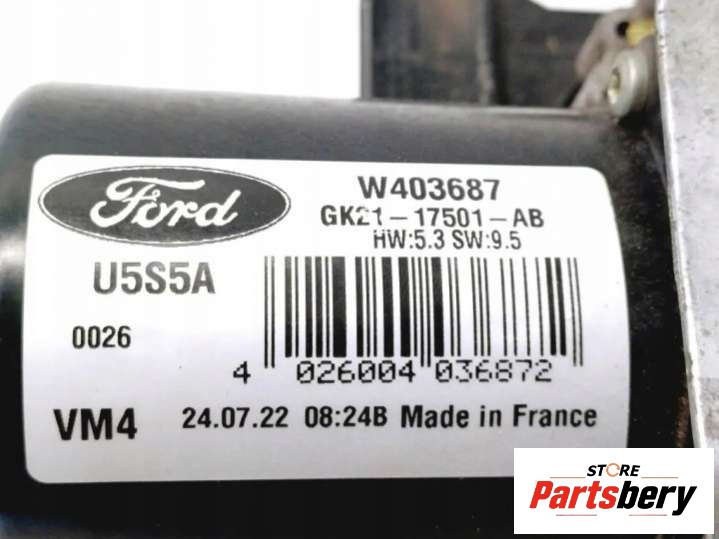 Ford
W403687
GK21-17501-AB
HW:5.3 SW:9.5
U5S5A
0026
4 026004 036872
VM4
24.07.22 08:24B Made in France
STORE
Partsbery